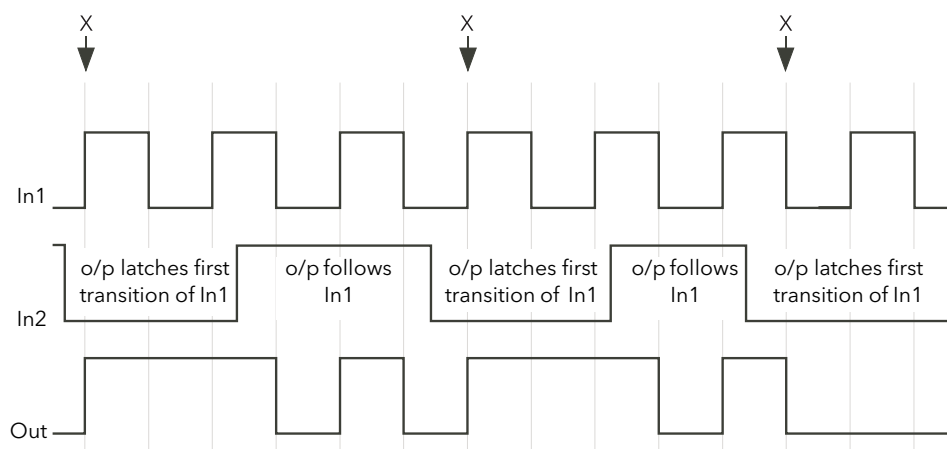 X X X
In1
o/p latches first
transition of In1
o/p follows
In1
o/p latches first
transition of In1
o/p follows
In1
o/p latches first
transition of In1
In2
Out